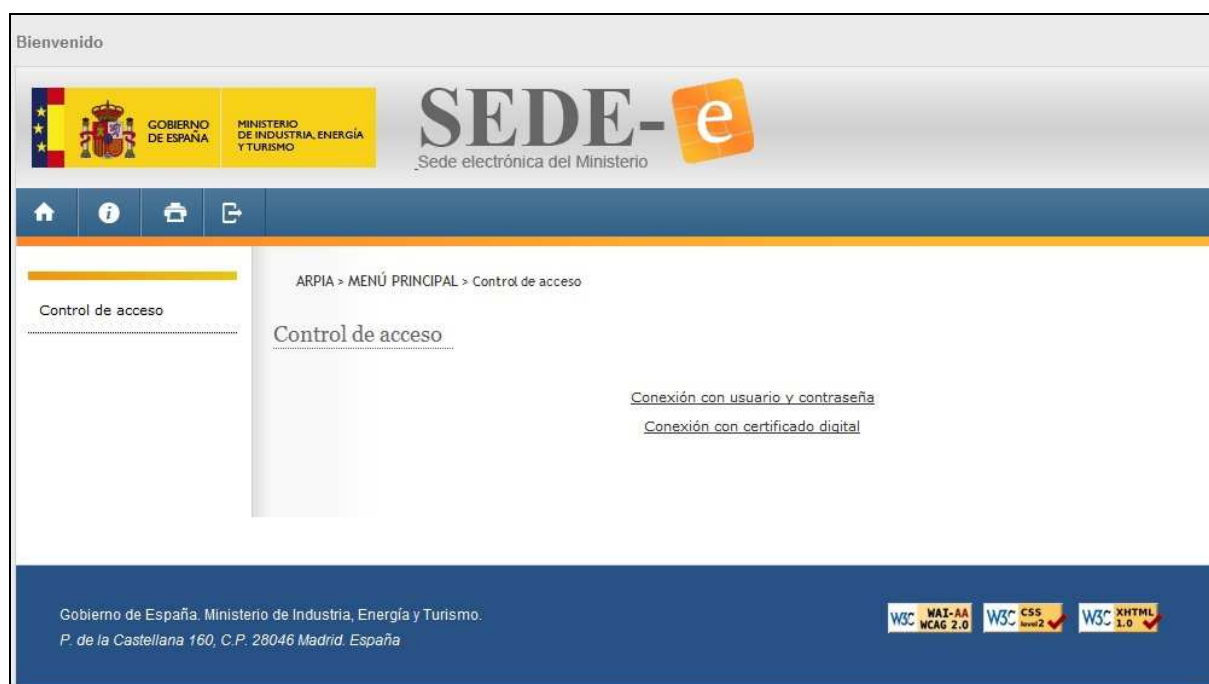 Bienvenido
GOBIERNO
DE ESPAÑA
MINISTERIO
DE INDUSTRIA, ENERGÍA
Y TURISMO
SEDE-e
Sede electrónica del Ministerio
Control de acceso
ARPIA > MENÚ PRINCIPAL > Control de acceso
Control de acceso
Conexión con usuario y contraseña
Conexión con certificado digital
Gobierno de España. Ministerio de Industria, Energía y Turismo.
P. de la Castellana 160, C.P. 28046 Madrid. España
W3C WAI-AA WCAG 2.0
W3C CSS level 2
W3C XHTML 1.0